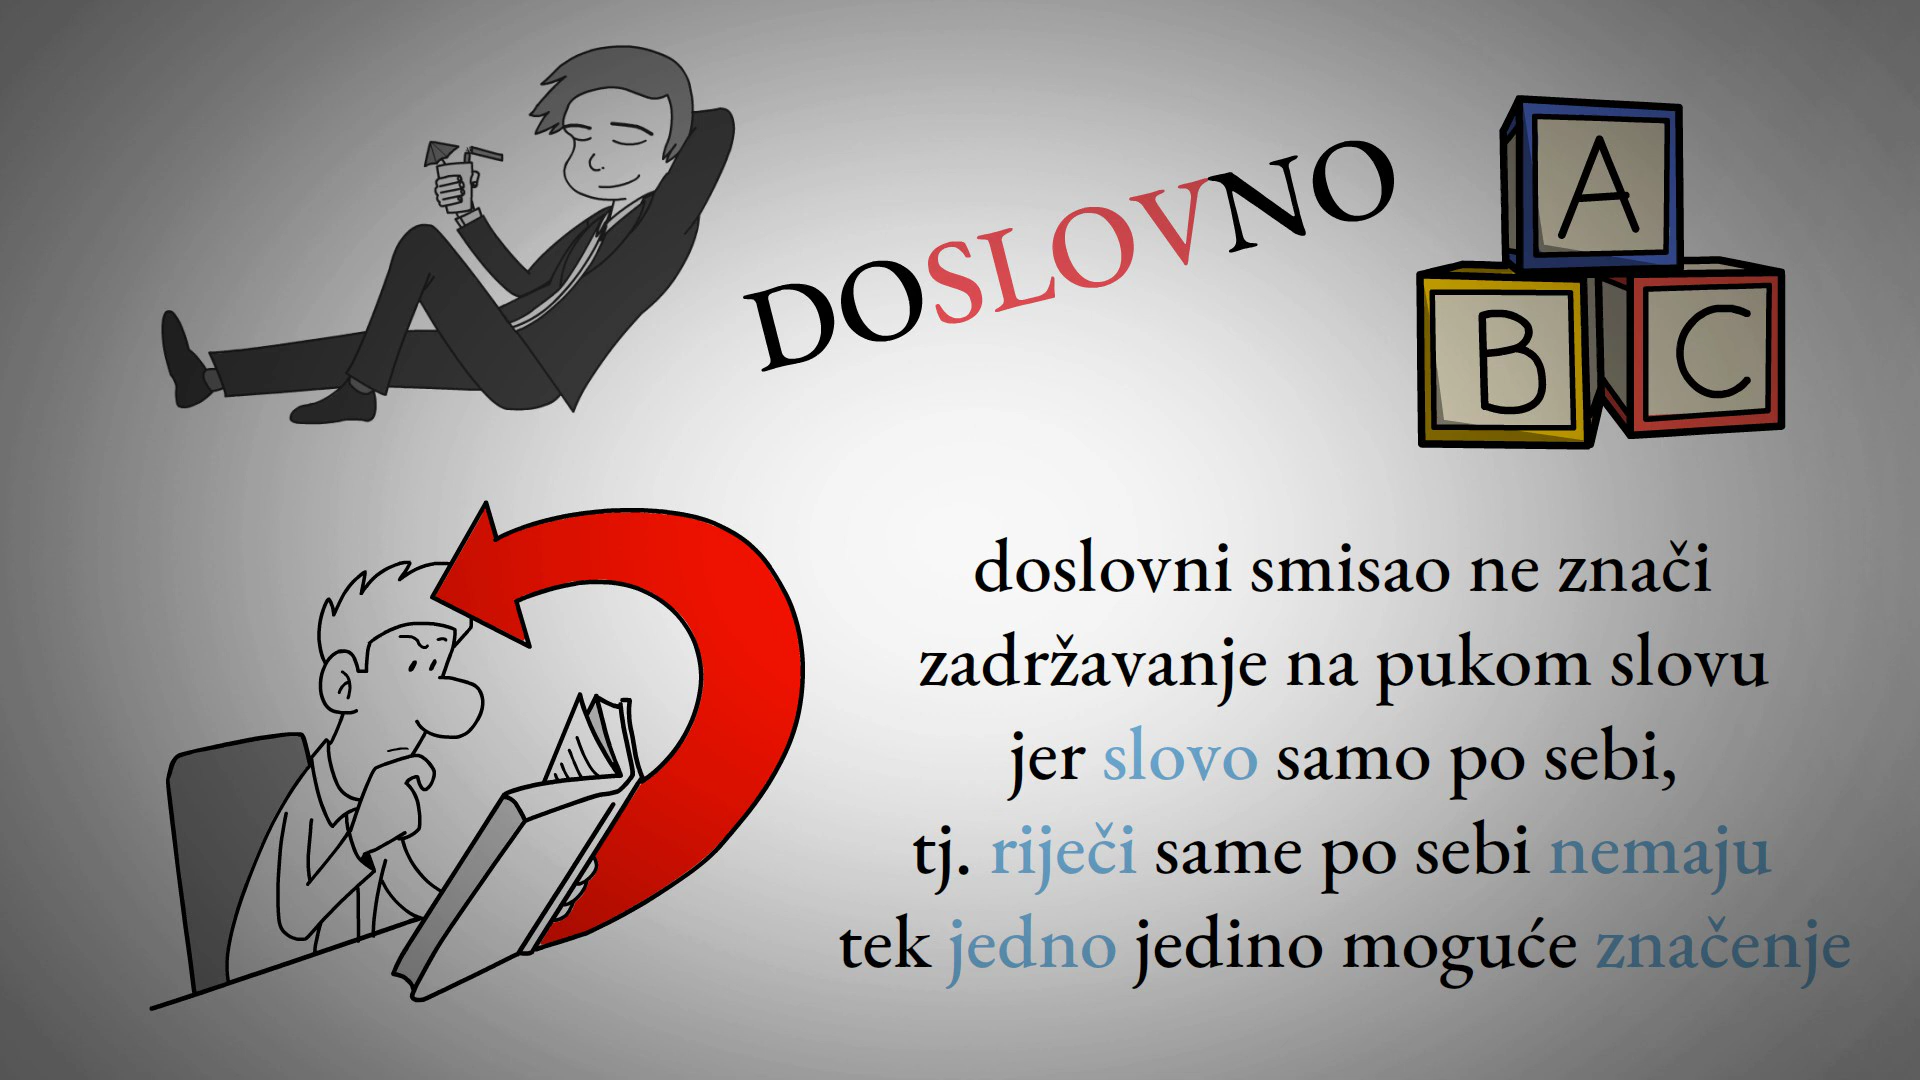 DOSLOVNO
A
B C
doslovni smisao ne znači
zadržavanje na pukom slovu
jer slovo samo po sebi,
tj. riječi same po sebi nemaju
tek jedno jedino moguće značenje